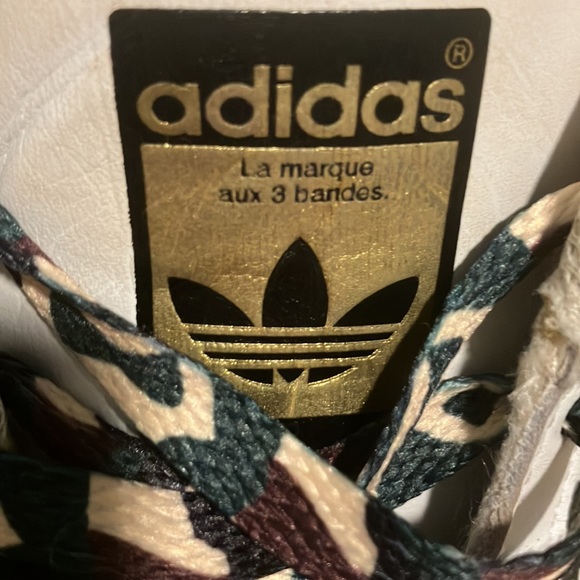 adidas®
La marque
aux 3 bandes.